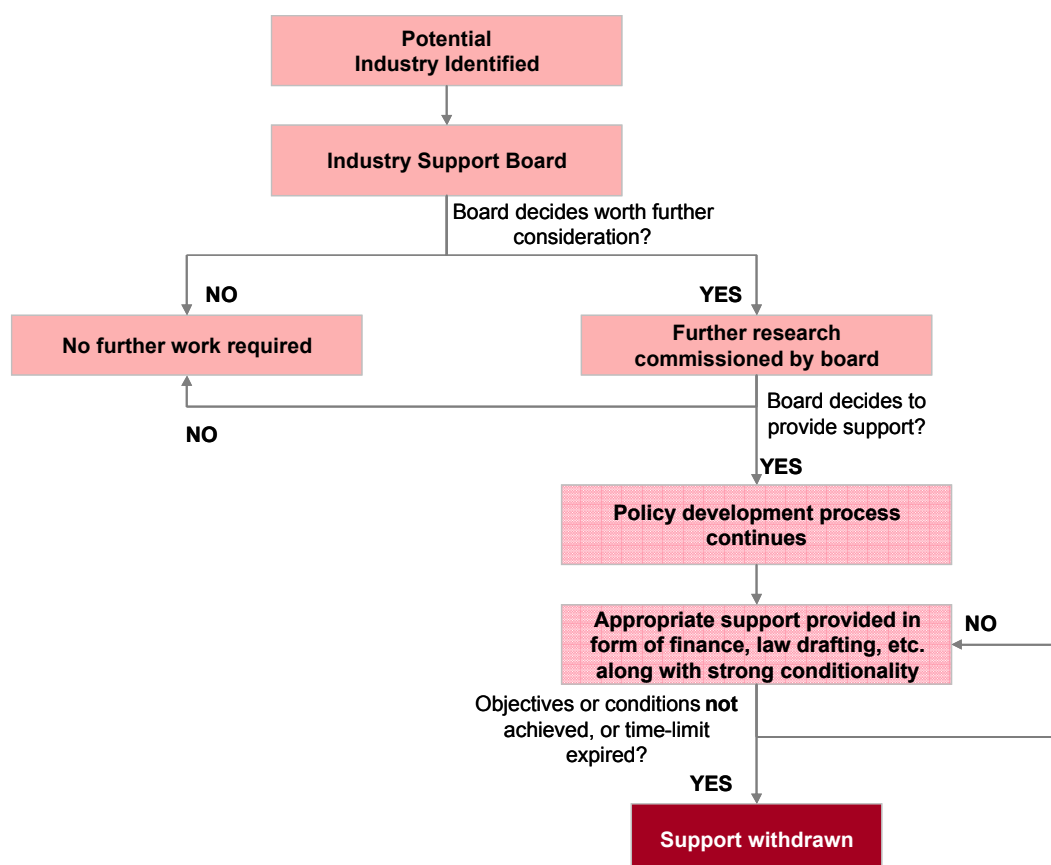 Potential
Industry Identified
Industry Support Board
Board decides worth further
consideration?
NO
YES
No further work required
Further research
commissioned by board
Board decides to
provide support?
NO
YES
Policy development process
continues
Appropriate support provided in
form of finance, law drafting, etc.
along with strong conditionality
NO
Objectives or conditions not
achieved, or time-limit
expired?
YES
Support withdrawn